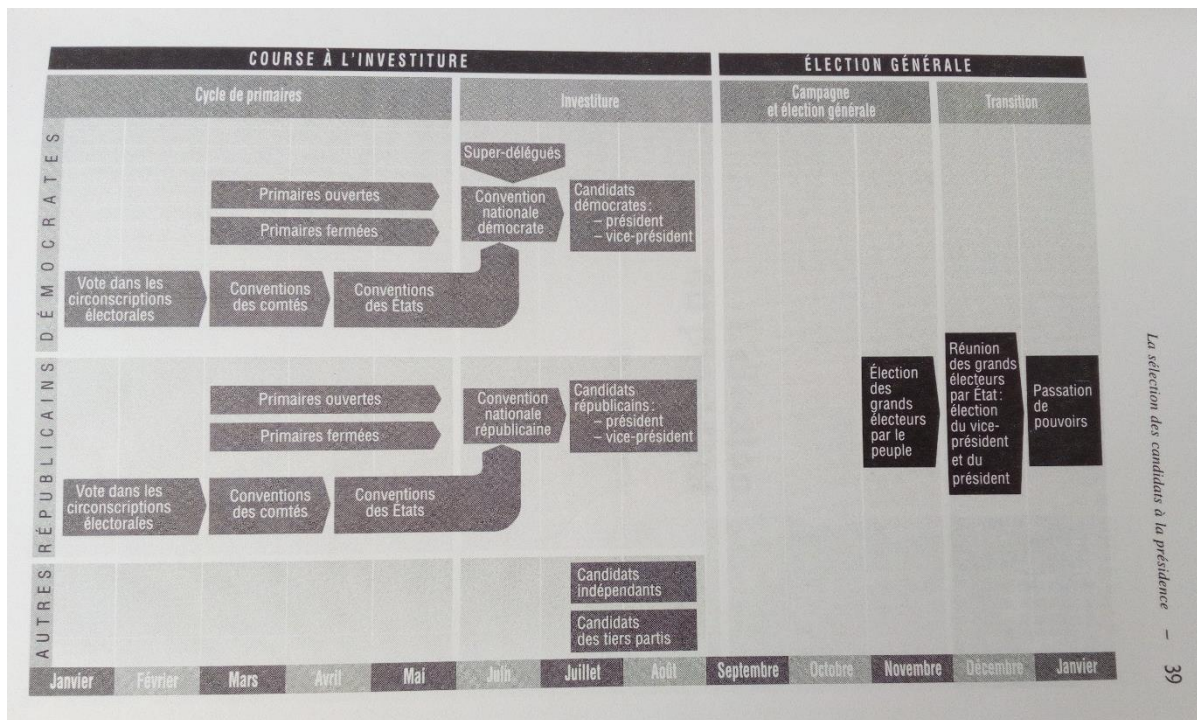 COURSE À L'INVESTITURE
ÉLECTION GÉNÉRALE
Cycle de primaires
Investiture
Campagne
et élection générale
Transition
DÉMOCRATES
Super-délégués
Primaires ouvertes
Primaires fermées
Convention
nationale
démocrate
Candidats
démocrates :
– président
– vice-président
Vote dans les
circonscriptions
électorales
Conventions
des comtés
Conventions
des États
RÉPUBLICAINS
Primaires ouvertes
Primaires fermées
Convention
nationale
républicaine
Candidats
républicains :
– président
– vice-président
Vote dans les
circonscriptions
électorales
Conventions
des comtés
Conventions
des États
Élection
des
grands
électeurs
par le
peuple
Réunion
des grands
électeurs
par État :
élection
du vice-
président
et du
président
Passation
de
pouvoirs
AUTRES
Candidats
indépendants
Candidats
des tiers partis
Janvier Février Mars Avril Mai Juin Juillet Août Septembre Octobre Novembre Décembre Janvier
La sélection des candidats à la présidence – 39